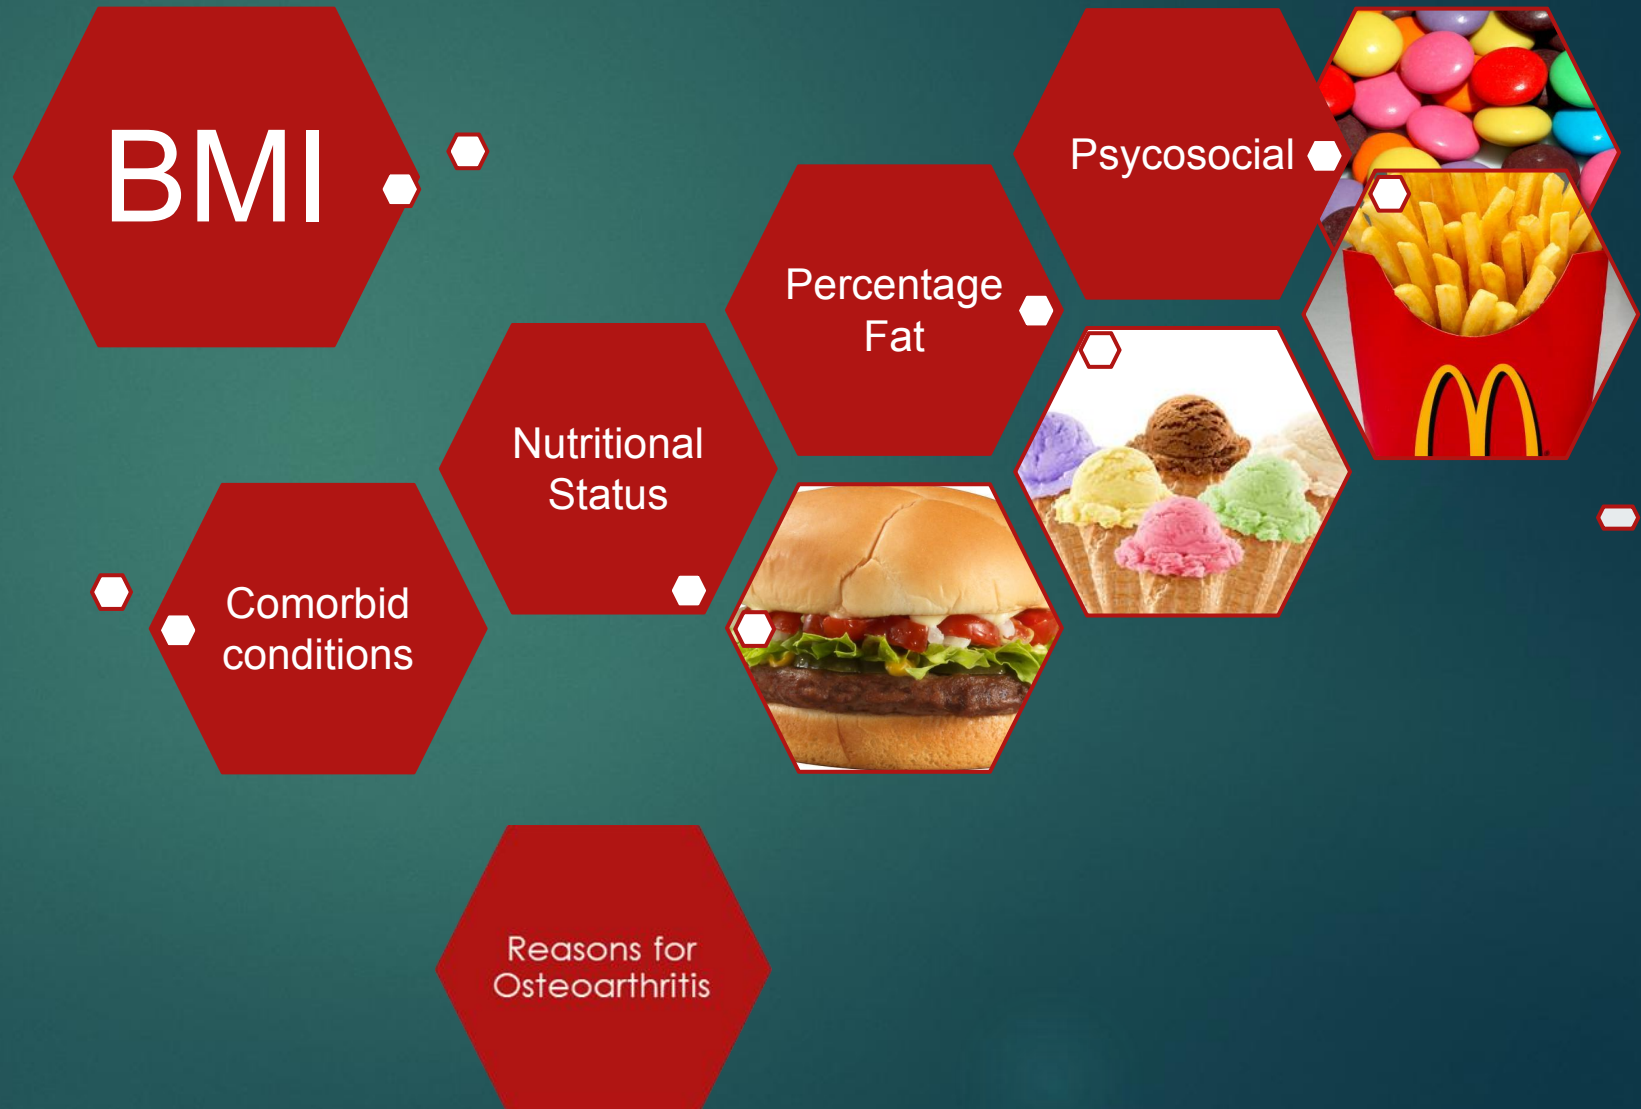 BMI
Psycosocial
Percentage
Fat
Nutritional
Status
Comorbid
conditions
Reasons for
Osteoarthritis